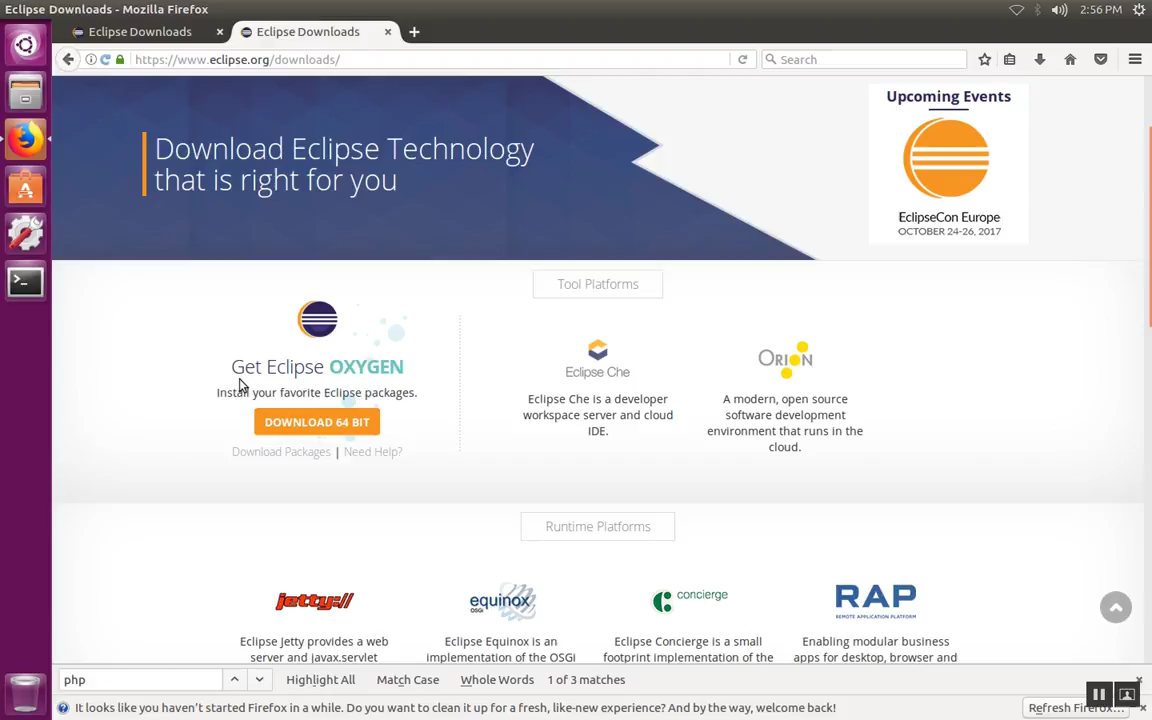 Eclipse Downloads - Mozilla Firefox
2:56 PM
Eclipse Downloads
Eclipse Downloads
https://www.eclipse.org/downloads/
Search
Download Eclipse Technology
that is right for you
Upcoming Events
EclipseCon Europe
OCTOBER 24-26, 2017
Tool Platforms
Get Eclipse OXYGEN
Install your favorite Eclipse packages.
DOWNLOAD 64 BIT
Download Packages | Need Help?
Eclipse Che
Eclipse Che is a developer
workspace server and cloud
IDE.
ORION
A modern, open source
software development
environment that runs in the
cloud.
Runtime Platforms
jetty://
Eclipse Jetty provides a web
server and javax.servlet
equinox
OSGi
Eclipse Equinox is an
implementation of the OSGi
concierge
Eclipse Concierge is a small
footprint implementation of the
RAP
REMOTE APPLICATION PLATFORM
Enabling modular business
apps for desktop, browser and
php
Highlight All
Match Case
Whole Words
1 of 3 matches
It looks like you haven't started Firefox in a while. Do you want to clean it up for a fresh, like-new experience? And by the way, welcome back!
Refresh Firefox...